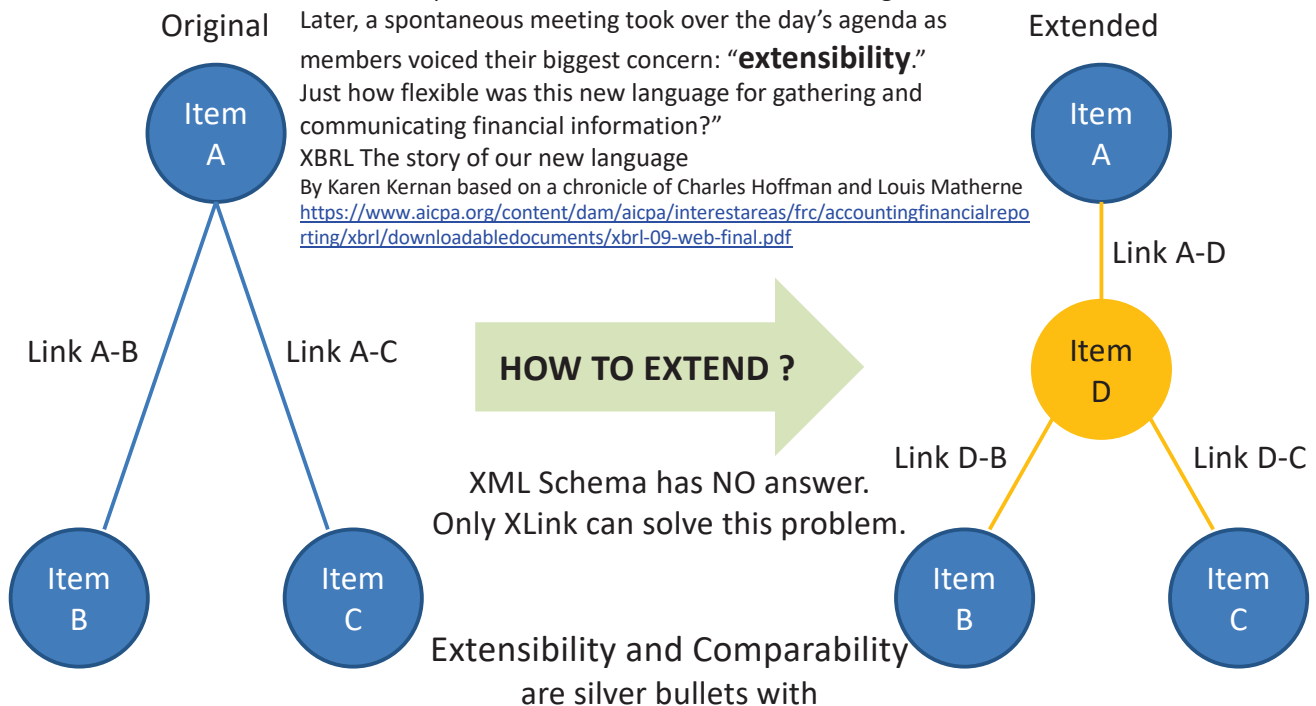 Original
Later, a spontaneous meeting took over the day's agenda as
members voiced their biggest concern: “extensibility.”
Just how flexible was this new language for gathering and
communicating financial information?”
XBRL The story of our new language
By Karen Kernan based on a chronicle of Charles Hoffman and Louis Matherne
https://www.aicpa.org/content/dam/aicpa/interestareas/frc/accountingfinancialrepo
rting/xbrl/downloadabledocuments/xbrl-09-web-final.pdf
Extended
Item
A
Link A-B
Link A-C
Item
B
Item
C
HOW TO EXTEND ?
XML Schema has NO answer.
Only XLink can solve this problem.
Item
A
Link A-D
Item
D
Link D-B
Link D-C
Item
B
Item
C
Extensibility and Comparability
are silver bullets with